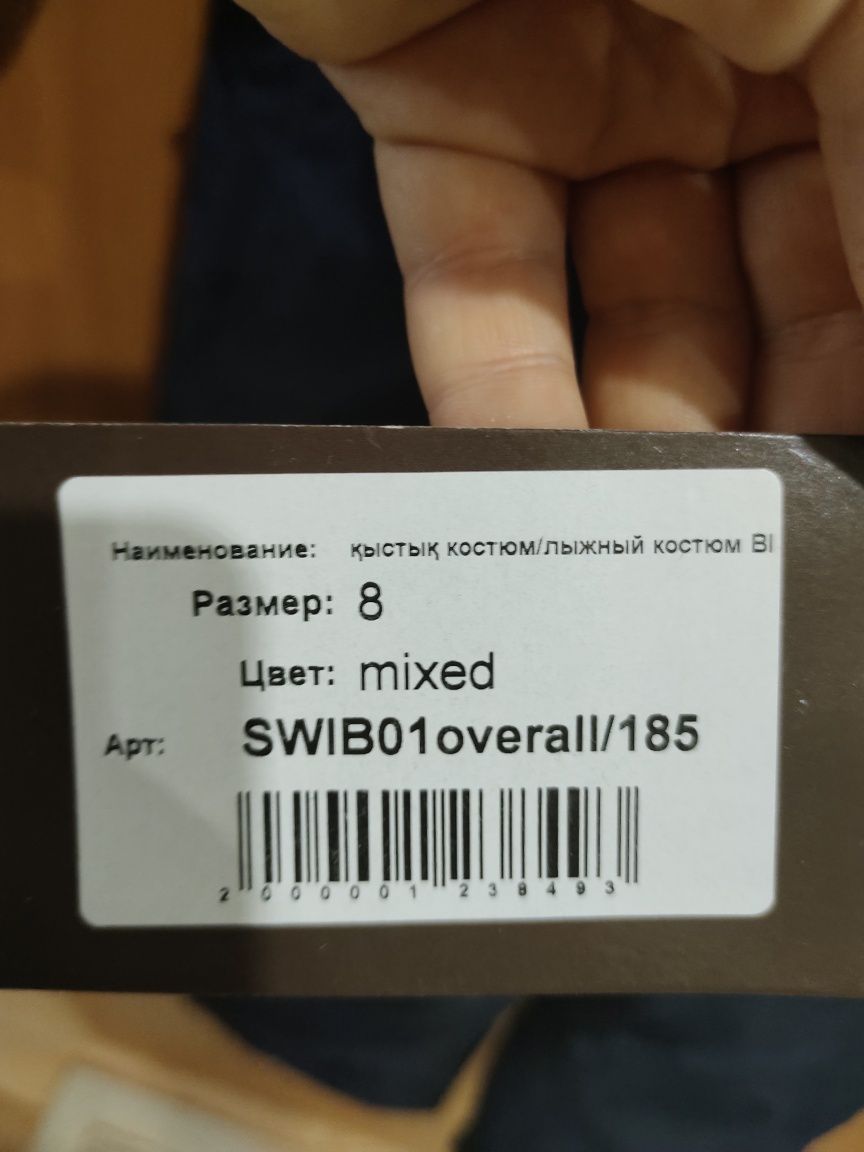 Наименование: қыстық костюм/лыжный костюм BI
Размер: 8
Цвет: mixed
Арт: SWIB01overall/185
2 000001 238493